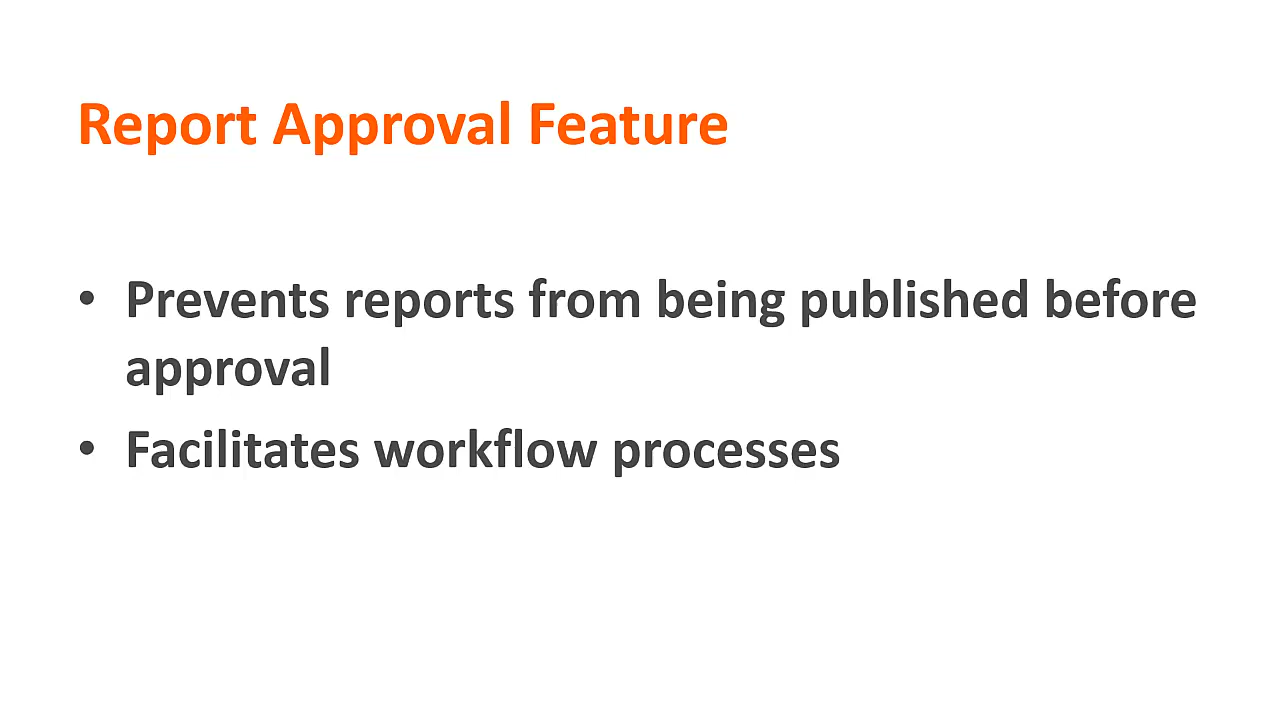 Report Approval Feature
• Prevents reports from being published before
approval
• Facilitates workflow processes